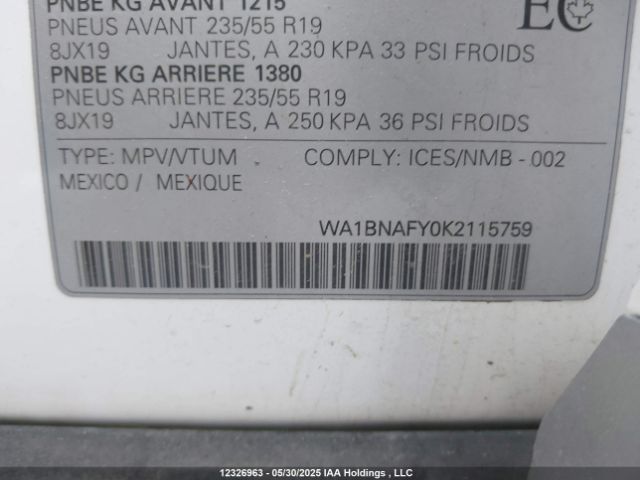 PNBE KG AVANT 1215
PNEUS AVANT 235/55 R19
8JX19 JANTES, A 230 KPA 33 PSI FROIDS
PNBE KG ARRIERE 1380
PNEUS ARRIERE 235/55 R19
8JX19 JANTES, A 250 KPA 36 PSI FROIDS
EC
TYPE: MPV/VTUM COMPLY: ICES/NMB - 002
MEXICO / MEXIQUE
WA1BNAFY0K2115759
12326963 - 05/30/2025 IAA Holdings , LLC